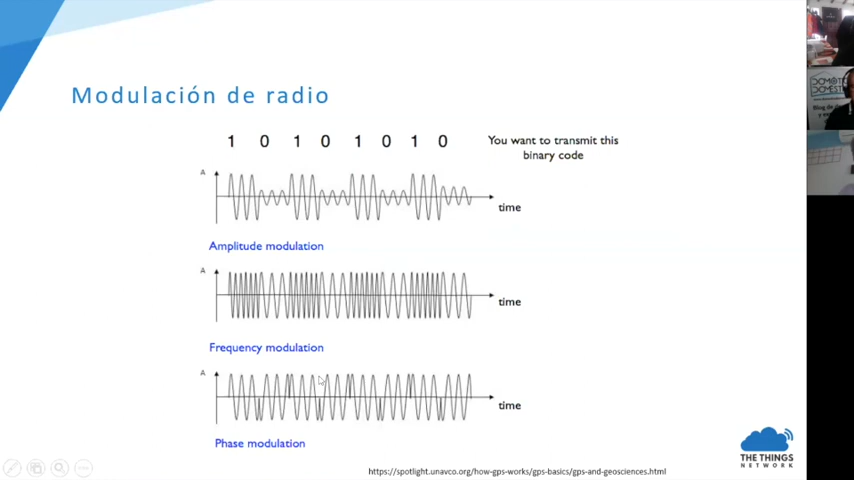 Modulación de radio
1 0 1 0 1 0 1 0
You want to transmit this
binary code
A
time
Amplitude modulation
A
time
Frequency modulation
A
time
Phase modulation
THE THINGS
NETWORK
https://spotlight.unavco.org/how-gps-works/gps-basics/gps-and-geosciences.html